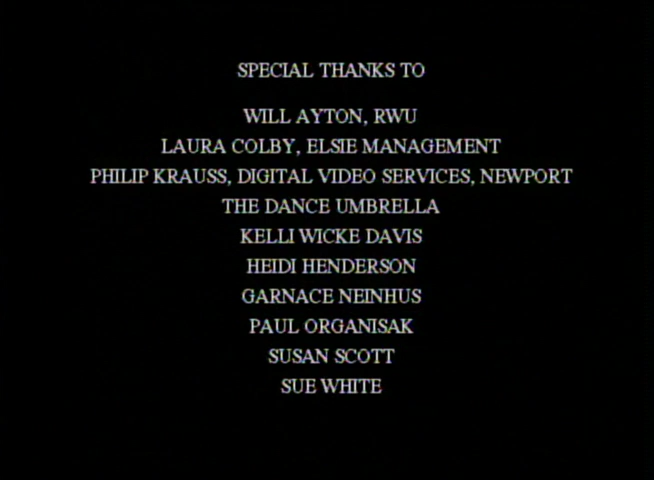 SPECIAL THANKS TO
WILL AYTON, RWU
LAURA COLBY, ELSIE MANAGEMENT
PHILIP KRAUSS, DIGITAL VIDEO SERVICES, NEWPORT
THE DANCE UMBRELLA
KELLI WICKE DAVIS
HEIDI HENDERSON
GARNACE NEINHUS
PAUL ORGANISAK
SUSAN SCOTT
SUE WHITE